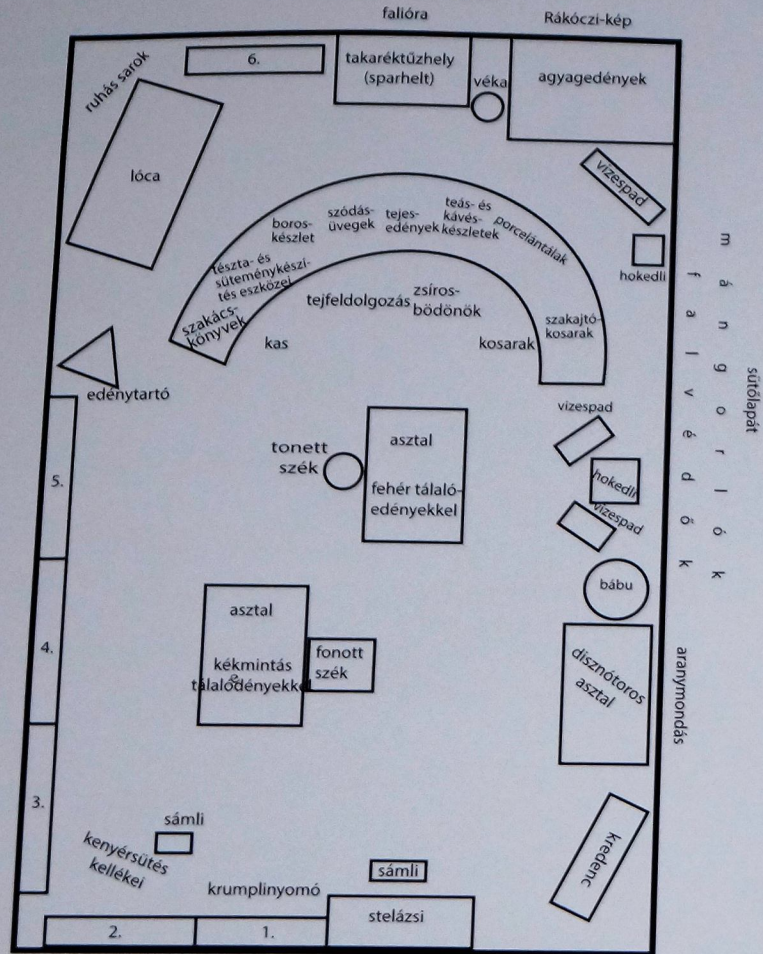 falióra
Rákóczi-kép
ruhás sarok
6.
takaréktűzhely
(sparhelt)
véka
agyagedények
lóca
vizespad
hokedli
boros-
készlet
szódás-
üvegek
tejes-
edények
teás- és
kávés-
készletek
porcelántálak
tészta- és
süteménykészí-
tés eszközei
szakács-
könyvek
tejfeldolgozás
zsíros-
bödönök
szakajtó-
kosarak
kas
kosarak
mángorlók
falvédők
sütőlapát
edénytartó
vizespad
tonett
szék
asztal
fehér tálaló-
edényekkel
hokedli
vizespad
5.
bábu
asztal
kékmintás
e-
tálalódényekkel
fonott
szék
4.
disznótoros
asztal
aranymondás
3.
sámli
kenyérsütés
kellékei
krumplinyomó
sámli
kredenc
stelázsi
2.
1.